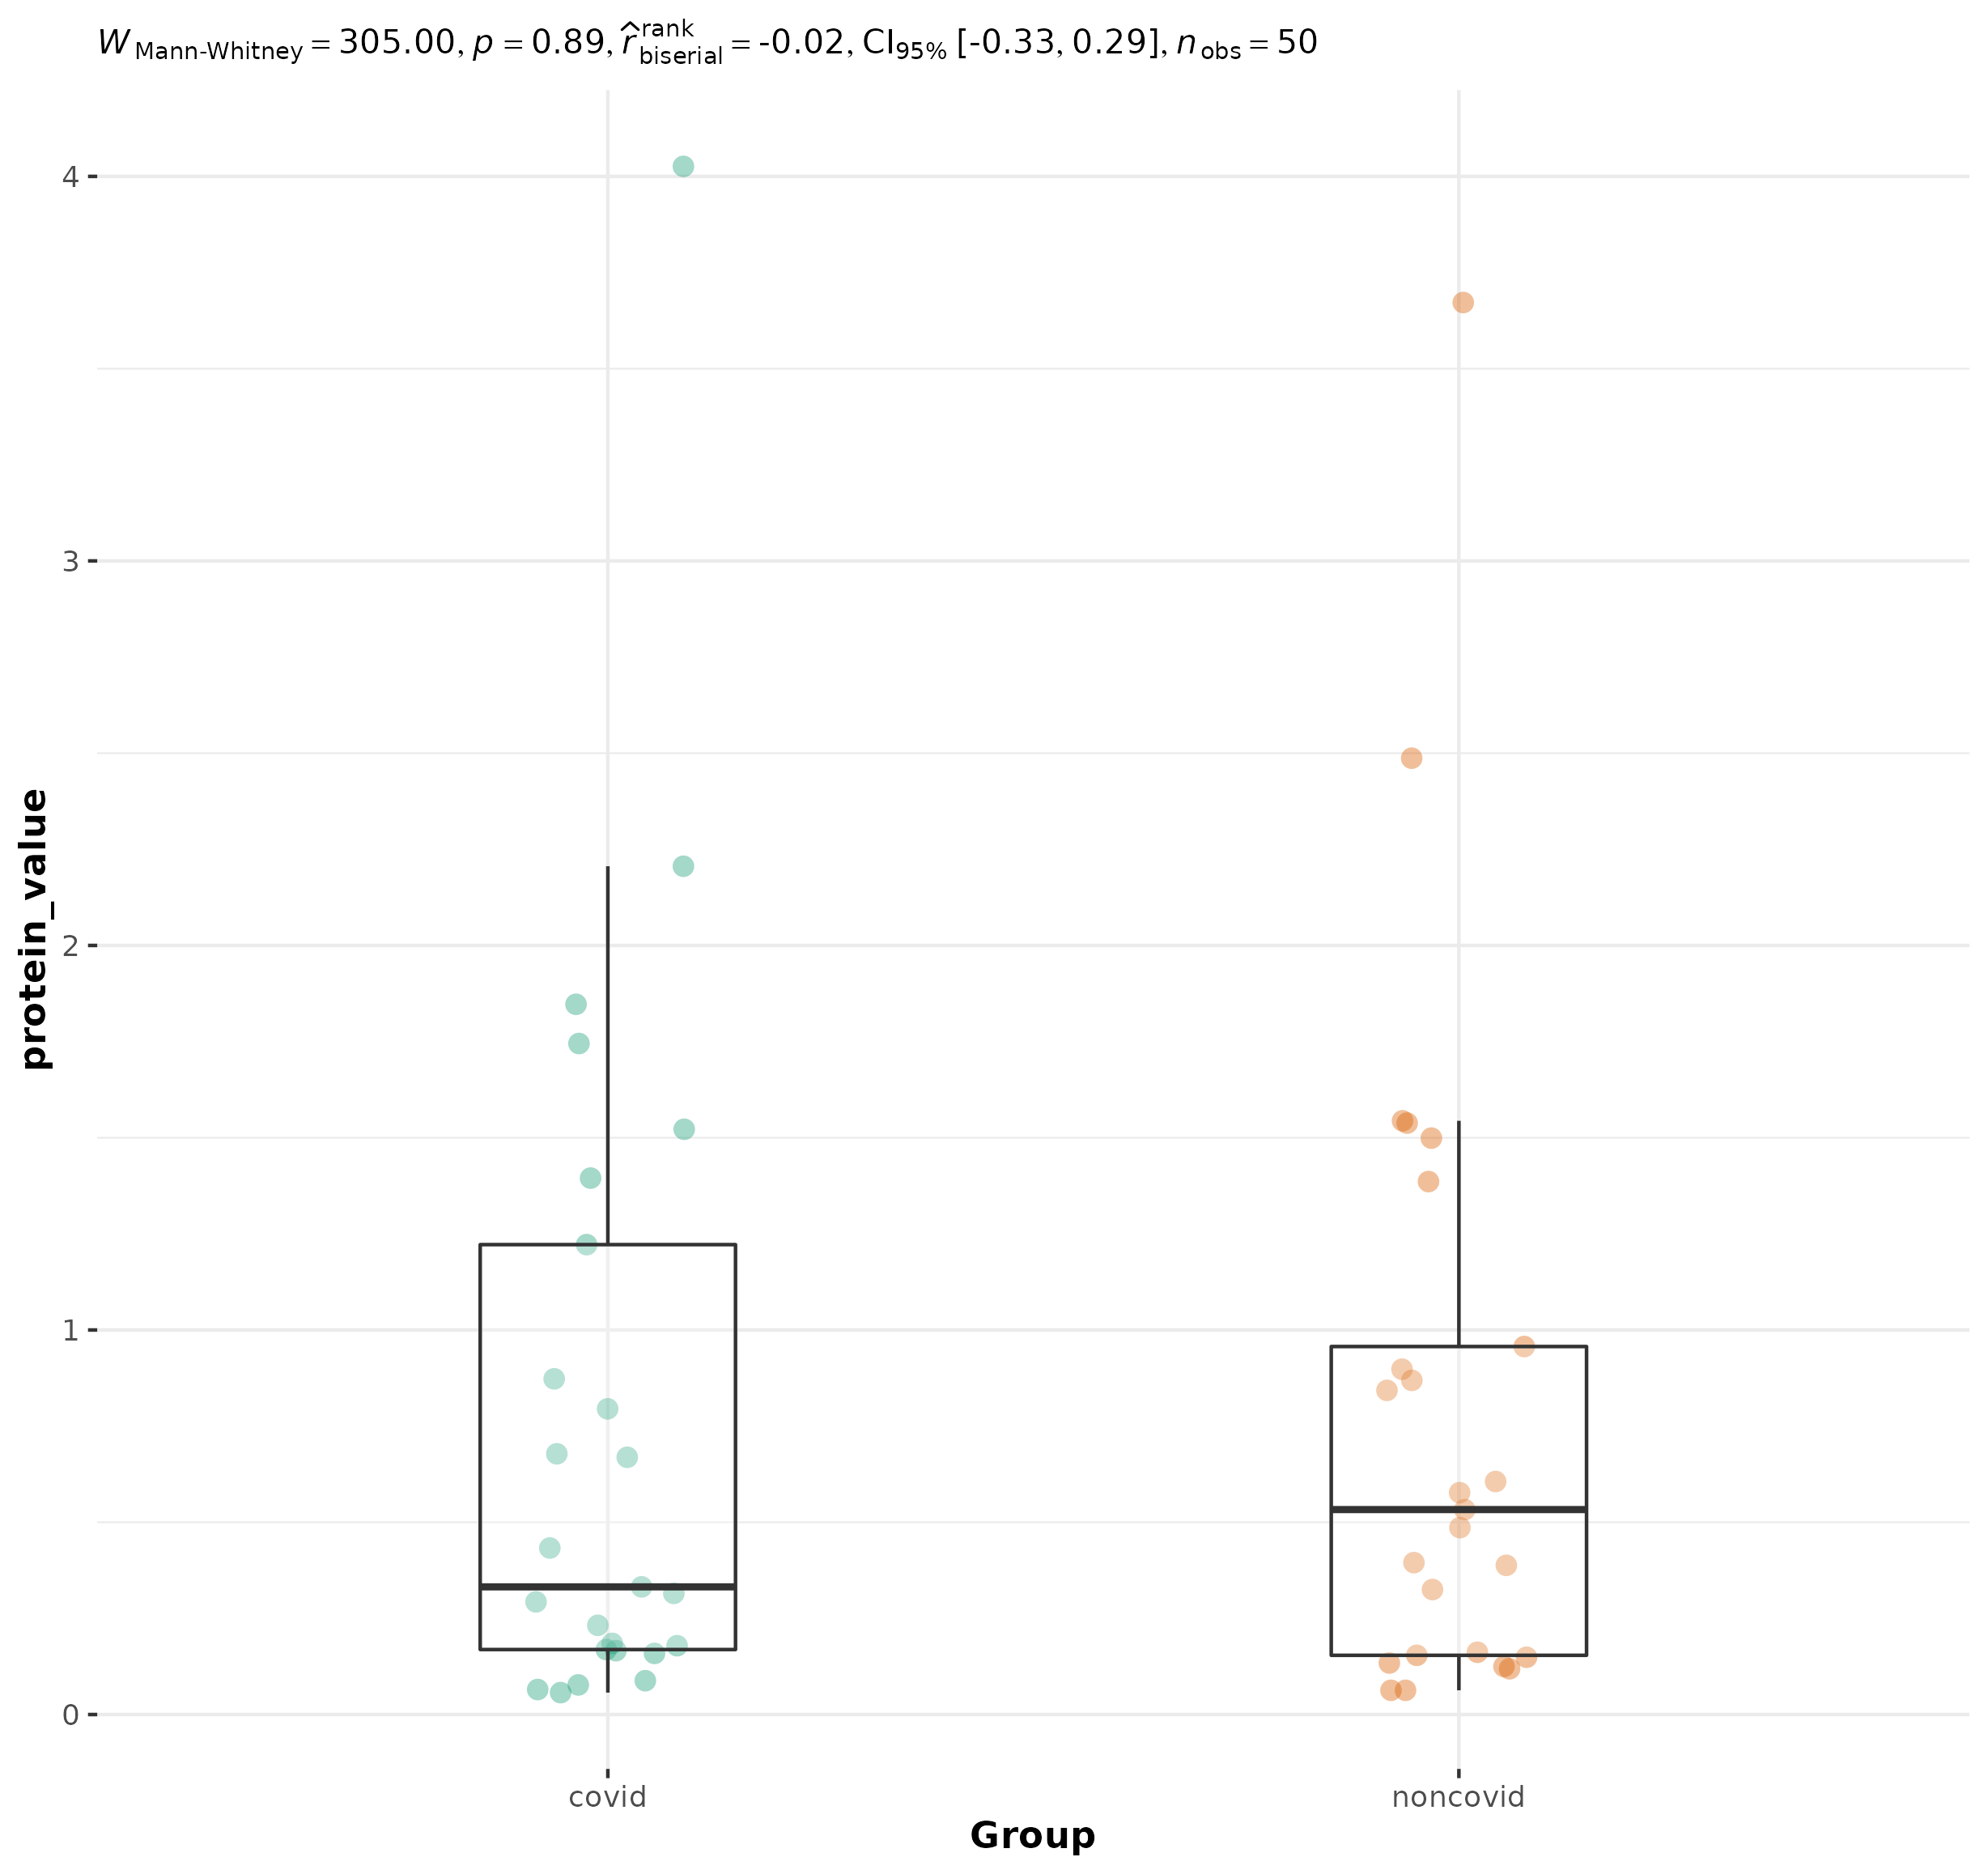 W Mann-Whitney = 305.00, p = 0.89, r̂ rank biserial = -0.02, CI95% [-0.33, 0.29], n obs = 50
4
3
2
1
0
protein_value
covid noncovid
Group